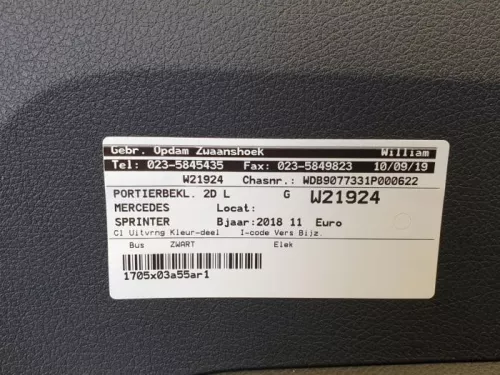 Gebr. Opdam Zwaanshoek William
Tel: 023-5845435 Fax: 023-5849823 10/09/19
W21924 Chasnr.: WDB9077331P000622
PORTIERBEKL. 2D L G W21924
MERCEDES Locat:
SPRINTER Bjaar:2018 11 Euro
Cl Uitvrng Kleur-deel I-code Vers Bijz.
Bus ZWART Elek
1705x03a55ar1